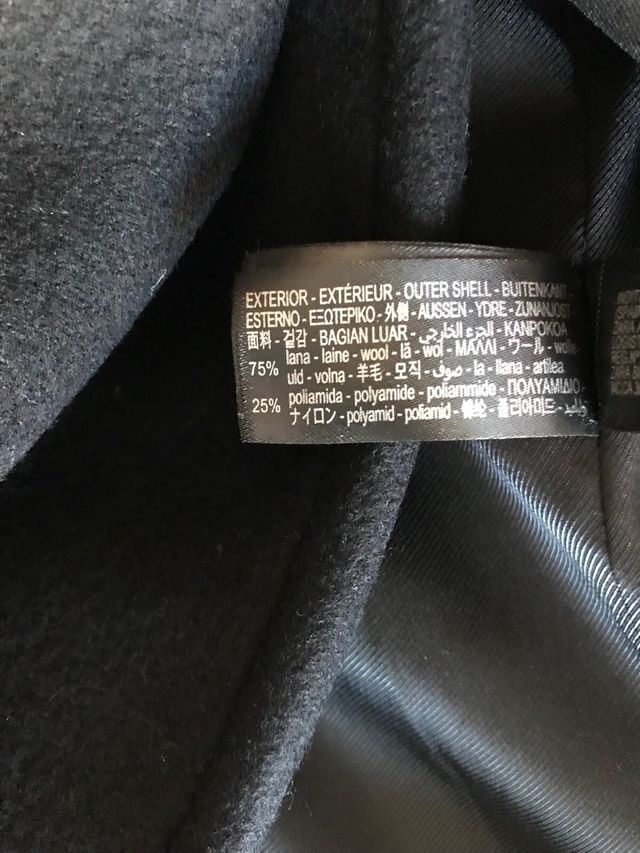 EXTERIOR - EXTÉRIEUR - OUTER SHELL - BUITENKANT -
ESTERNO - ΕΞΩΤΕΡΙΚΟ - 外側 - AUSSEN - YDRE - ZUNANJOST
面料 - 겉감 - BAGIAN LUAR - الجزء الخارجي - KANPOKOA
75% lana - laine - wool - lã - wol - ΜΑΛΛΙ - ウール - wolle
uld - volna - 羊毛 - 모직 - صوف - la - llana - artilea
25% poliamida - polyamide - poliammide - ΠΟΛΥΑΜΙΔΙΟ -
ナイロン - polyamid - poliamid - 锦纶 - 폴리아미드 -